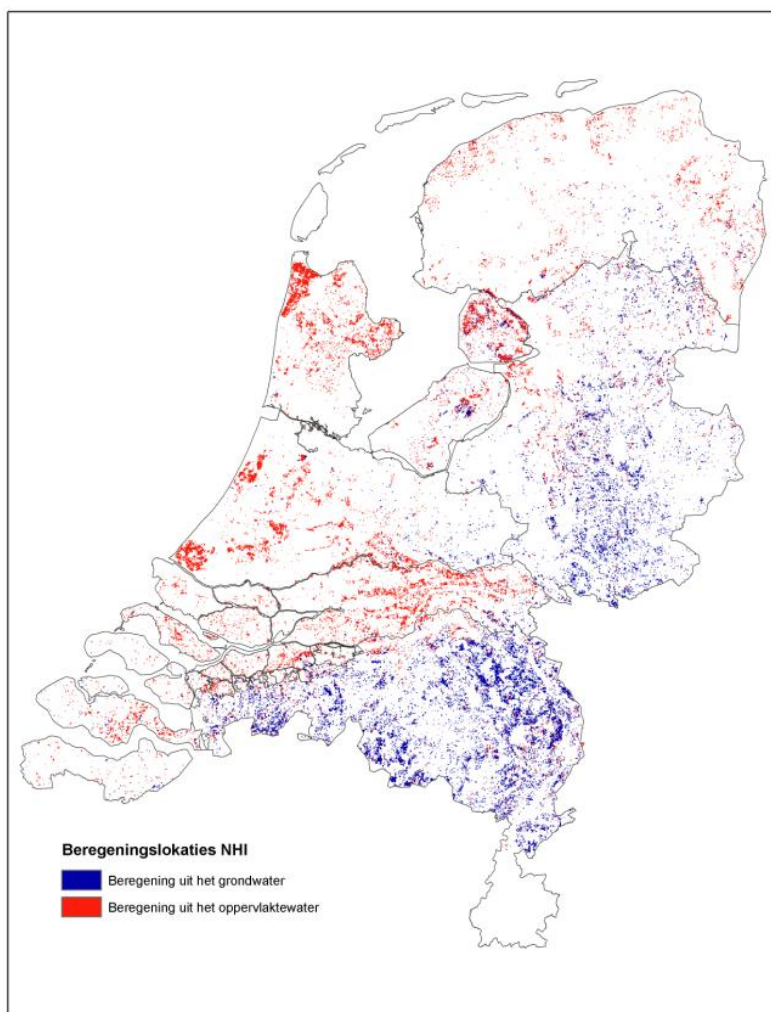 Beregeningslokaties NHI
Beregening uit het grondwater
Beregening uit het oppervlaktewater